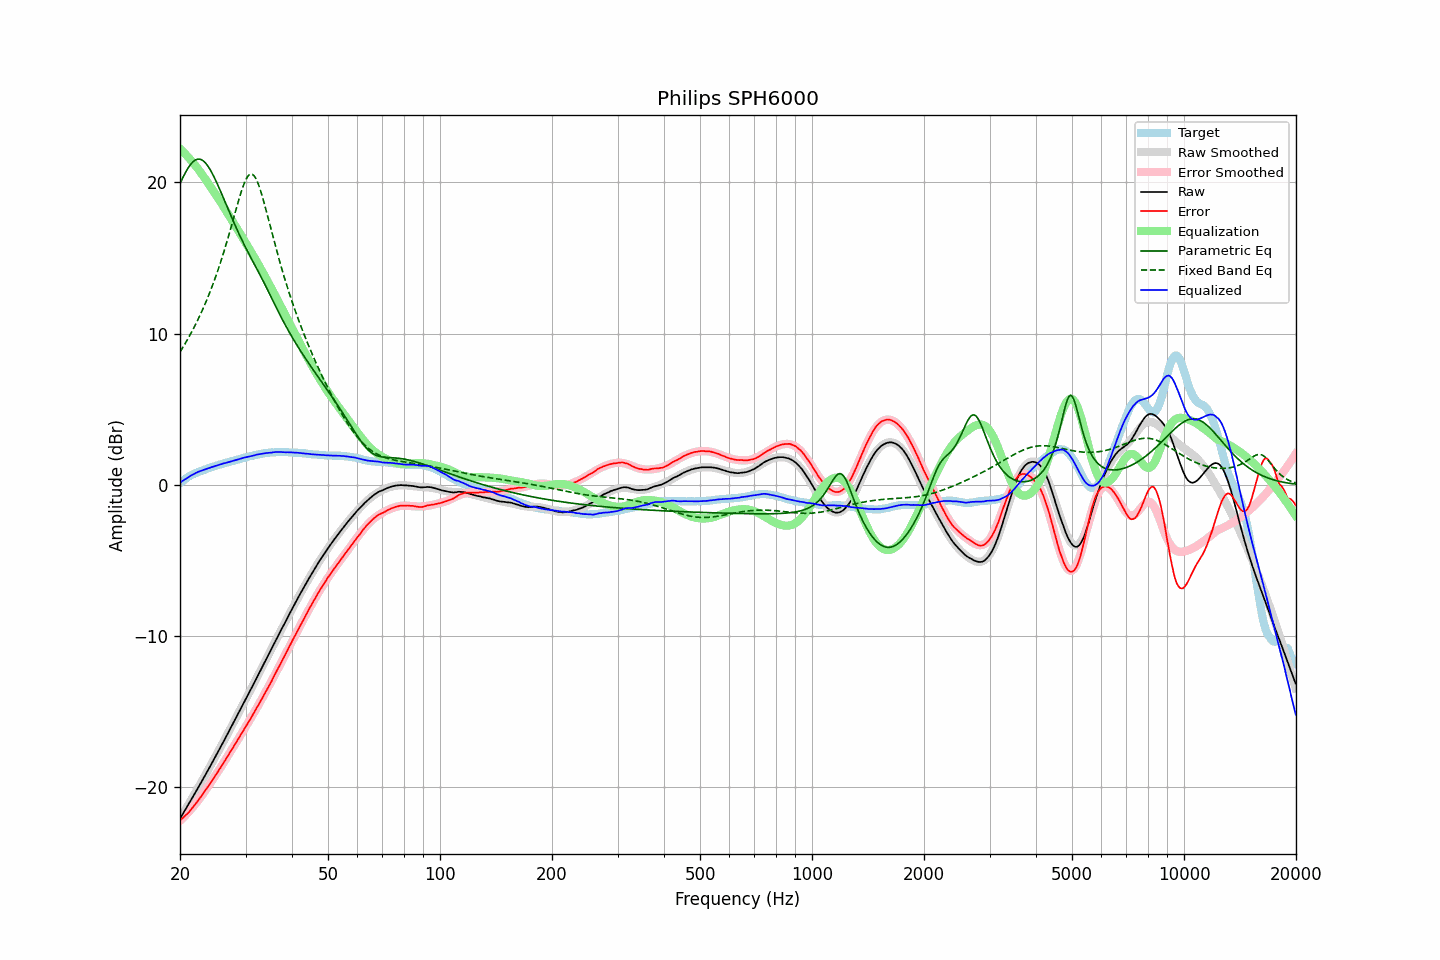 Philips SPH6000
Amplitude (dBr)
20
10
0
−10
−20
Target
Raw Smoothed
Error Smoothed
Raw
Error
Equalization
Parametric Eq
Fixed Band Eq
Equalized
20 50 100 200 500 1000 2000 5000 10000 20000
Frequency (Hz)